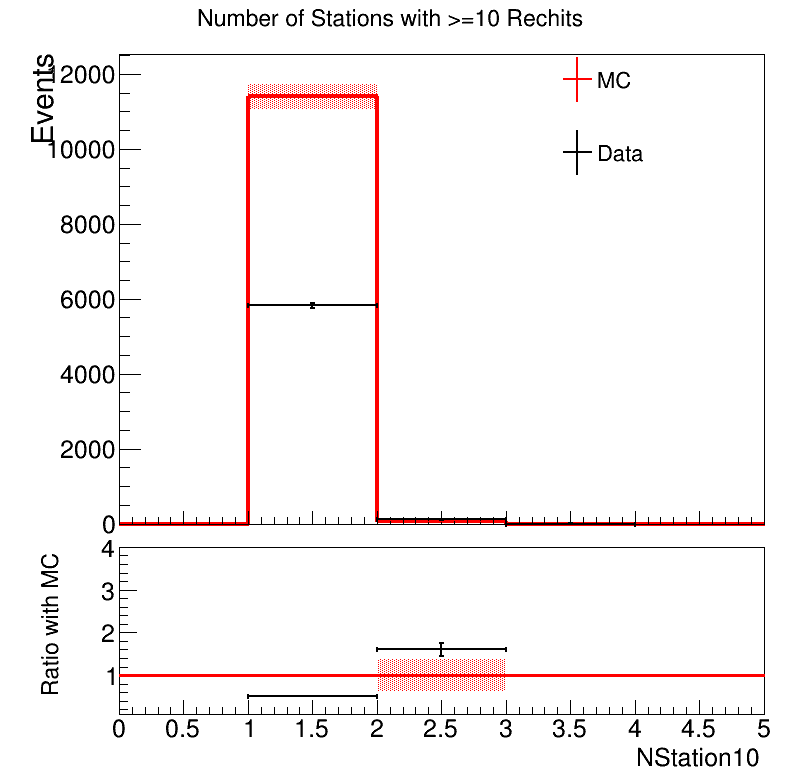 Number of Stations with >=10 Rechits
Events
12000
10000
8000
6000
4000
2000
0
MC
Data
Ratio with MC
4
3
2
1
0 0.5 1 1.5 2 2.5 3 3.5 4 4.5 5
NStation10